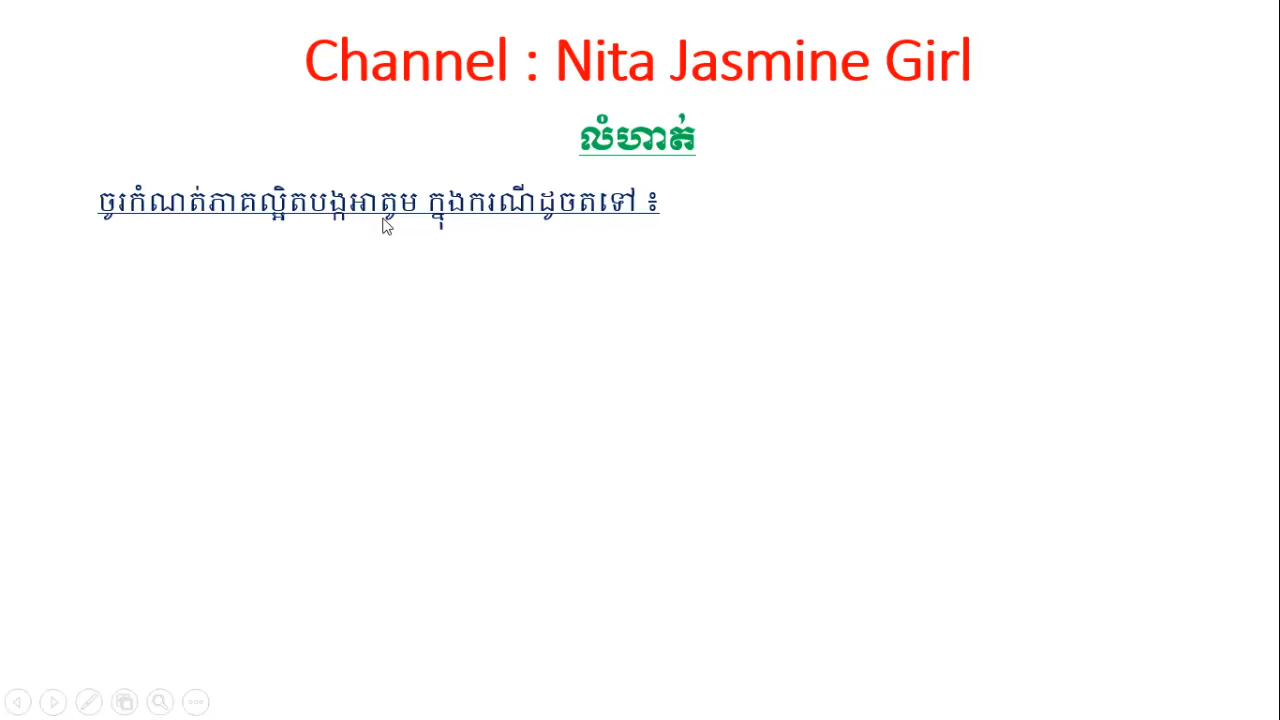 Channel : Nita Jasmine Girl
លំហាត់
ចូរកំណត់ភាគល្អិតបង្កអាតូម ក្នុងករណីដូចតទៅ ៖